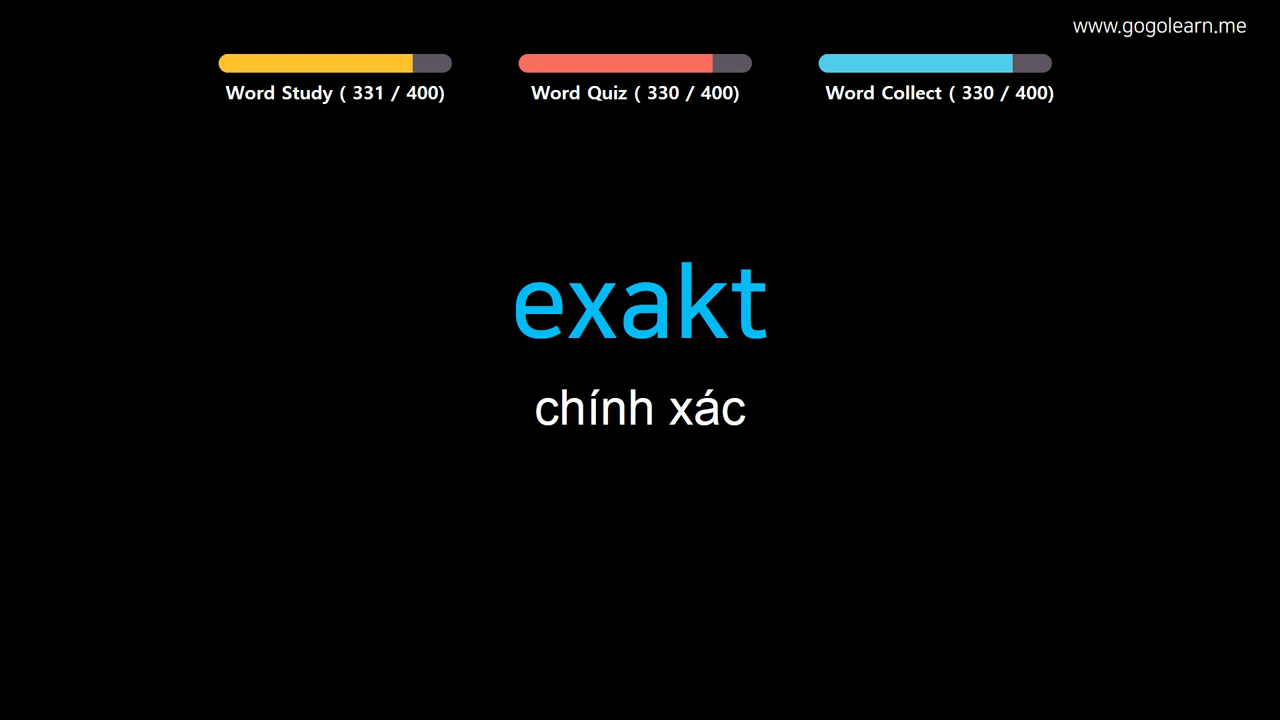 www.gogolearn.me
Word Study ( 331 / 400)
Word Quiz ( 330 / 400)
Word Collect ( 330 / 400)
exakt
chính xác